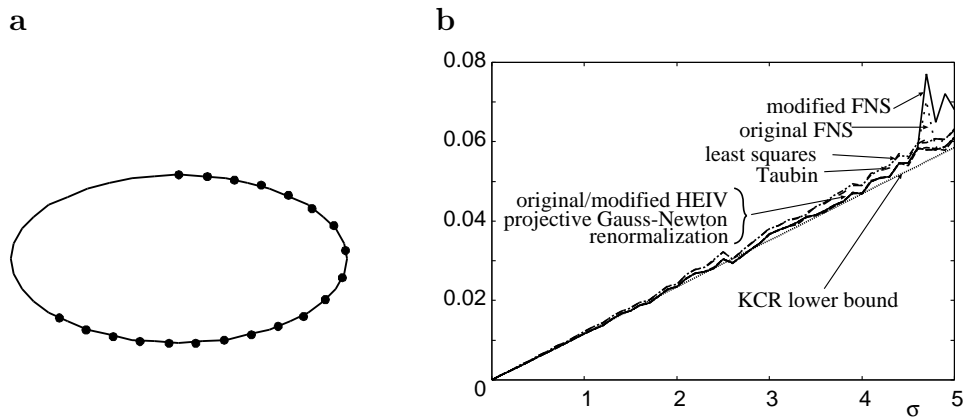 a
b
0.08
modified FNS
0.06
original FNS
least squares
Taubin
0.04
original/modified HEIV
projective Gauss-Newton
renormalization
0.02
KCR lower bound
0
1
2
3
4
σ
5